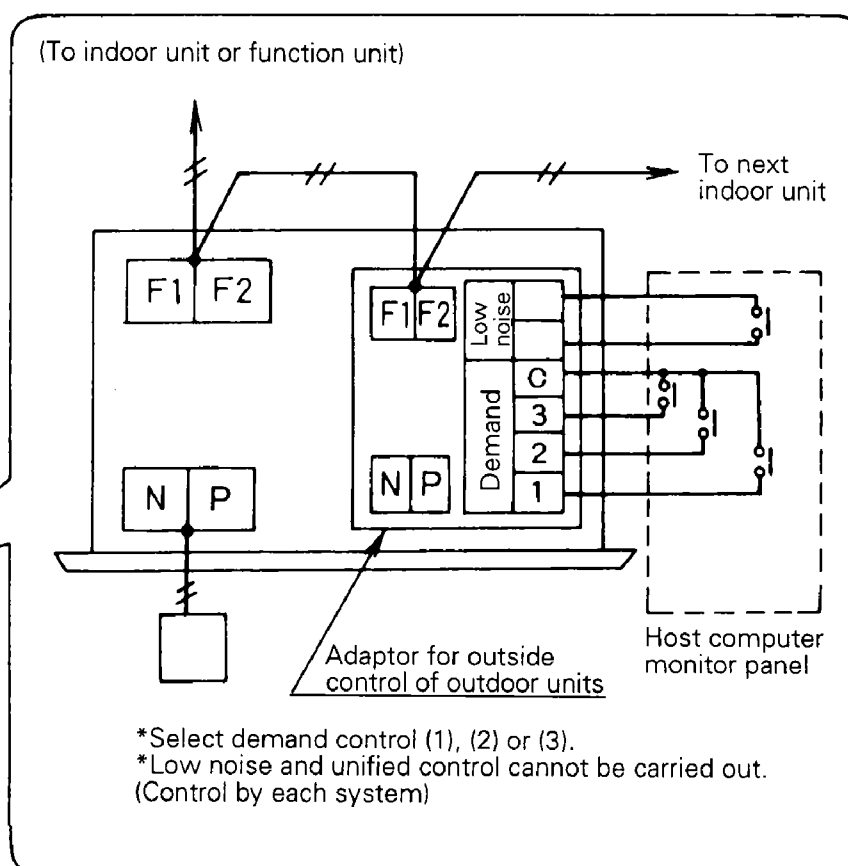 (To indoor unit or function unit)
To next
indoor unit
F1 F2
F1 F2
Low
noise
Demand
C
3
2
1
N P
N P
Adaptor for outside
control of outdoor units
Host computer
monitor panel
*Select demand control (1), (2) or (3).
*Low noise and unified control cannot be carried out.
(Control by each system)